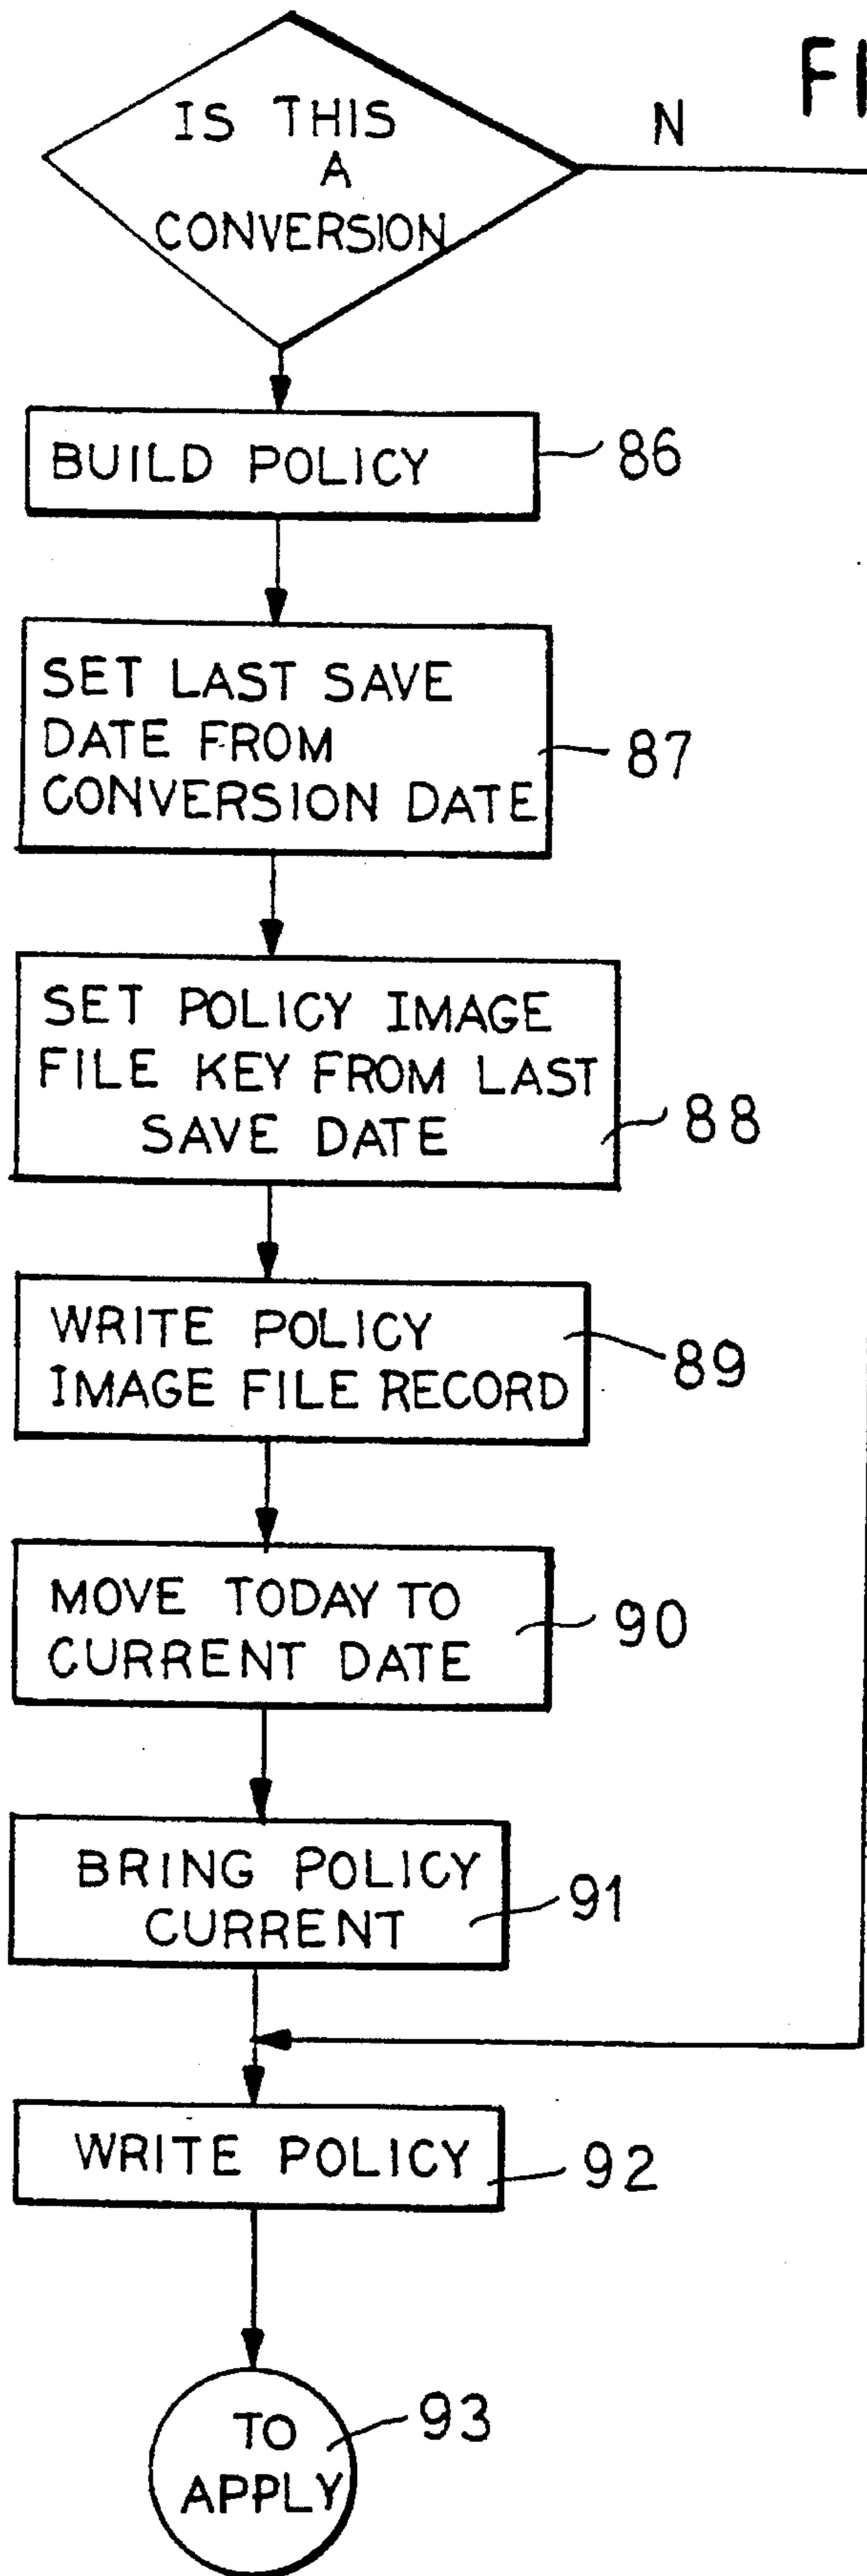 FI
IS THIS
A
CONVERSION
N
BUILD POLICY
86
SET LAST SAVE
DATE FROM
CONVERSION DATE
87
SET POLICY IMAGE
FILE KEY FROM LAST
SAVE DATE
88
WRITE POLICY
IMAGE FILE RECORD
89
MOVE TODAY TO
CURRENT DATE
90
BRING POLICY
CURRENT
91
WRITE POLICY
92
TO
APPLY
93